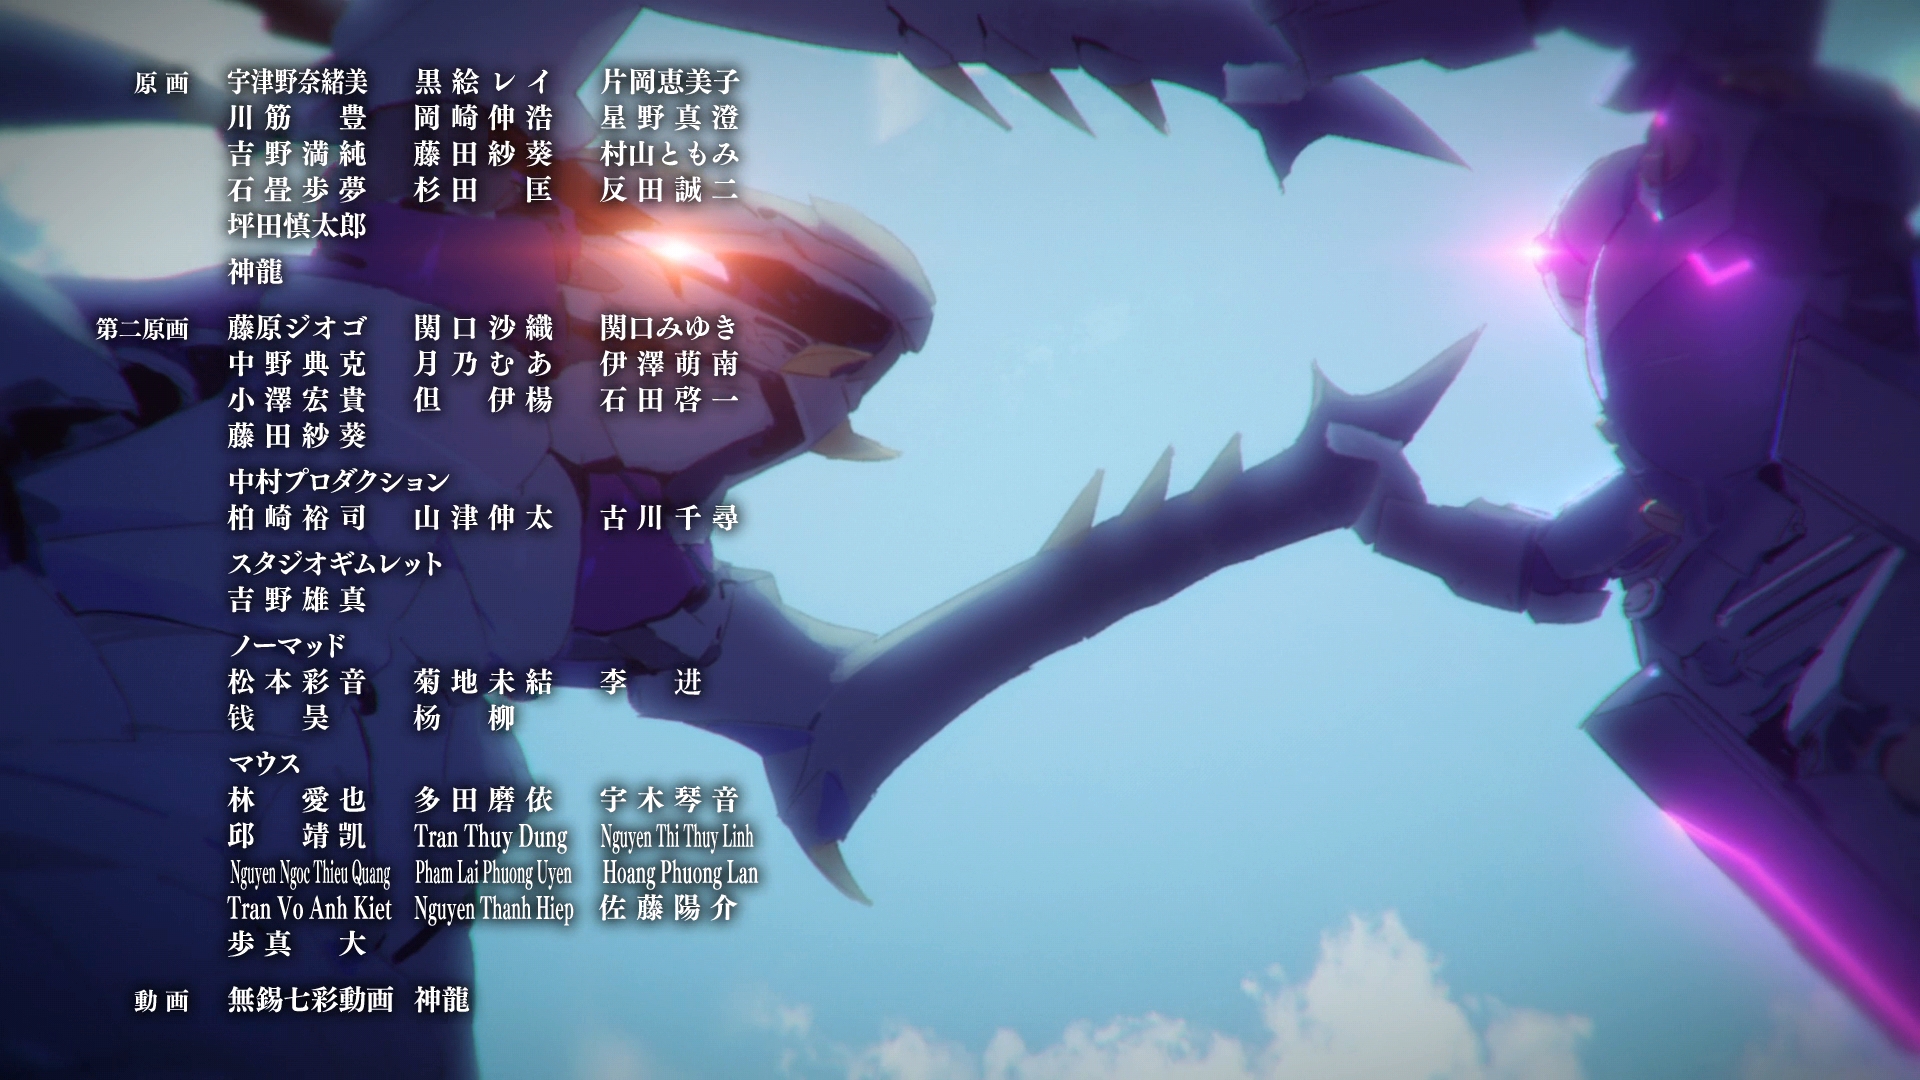 原画 宇津野奈緒美 黒絵レイ 片岡恵美子
川筋 豊 岡崎伸浩 星野真澄
吉野満純 藤田紗葵 村山ともみ
石畳歩夢 杉田 匡 反田誠二
坪田慎太郎
神龍
第二原画 藤原ジオゴ 関口沙織 関口みゆき
中野典克 月乃むあ 伊澤萌南
小澤宏貴 但 伊楊 石田啓一
藤田紗葵
中村プロダクション
柏崎裕司 山津伸太 古川千尋
スタジオギムレット
吉野雄真
ノーマッド
松本彩音 菊地未結 李 进
钱 昊 杨 柳
マウス
林 愛也 多田磨依 宇木琴音
邱 靖凯 Tran Thuy Dung Nguyen Thi Thuy Linh
Nguyen Ngoc Thieu Quang Pham Lai Phuong Uyen Hoang Phuong Lan
Tran Vo Anh Kiet Nguyen Thanh Hiep 佐藤陽介
歩真 大
動画 無錫七彩動画 神龍